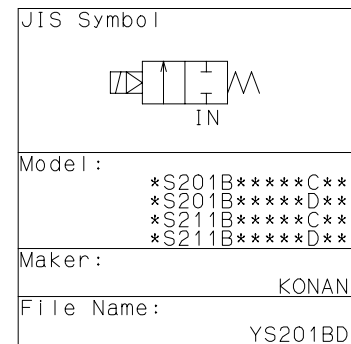 JIS Symbol
IN
Model:
*S201B*****C**
*S201B*****D**
*S211B*****C**
*S211B*****D**
Maker:
KONAN
File Name:
YS201BD